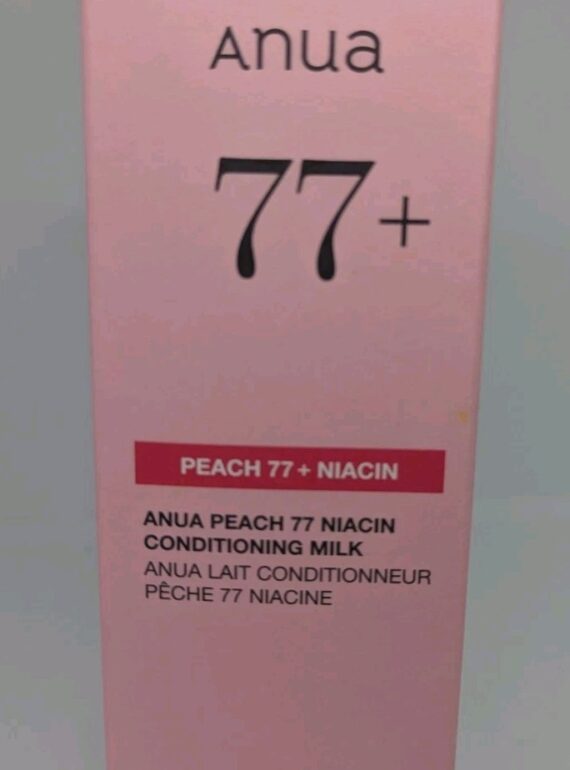 Anua
77+
PEACH 77+ NIACIN
ANUA PEACH 77 NIACIN
CONDITIONING MILK
ANUA LAIT CONDITIONNEUR
PÊCHE 77 NIACINE